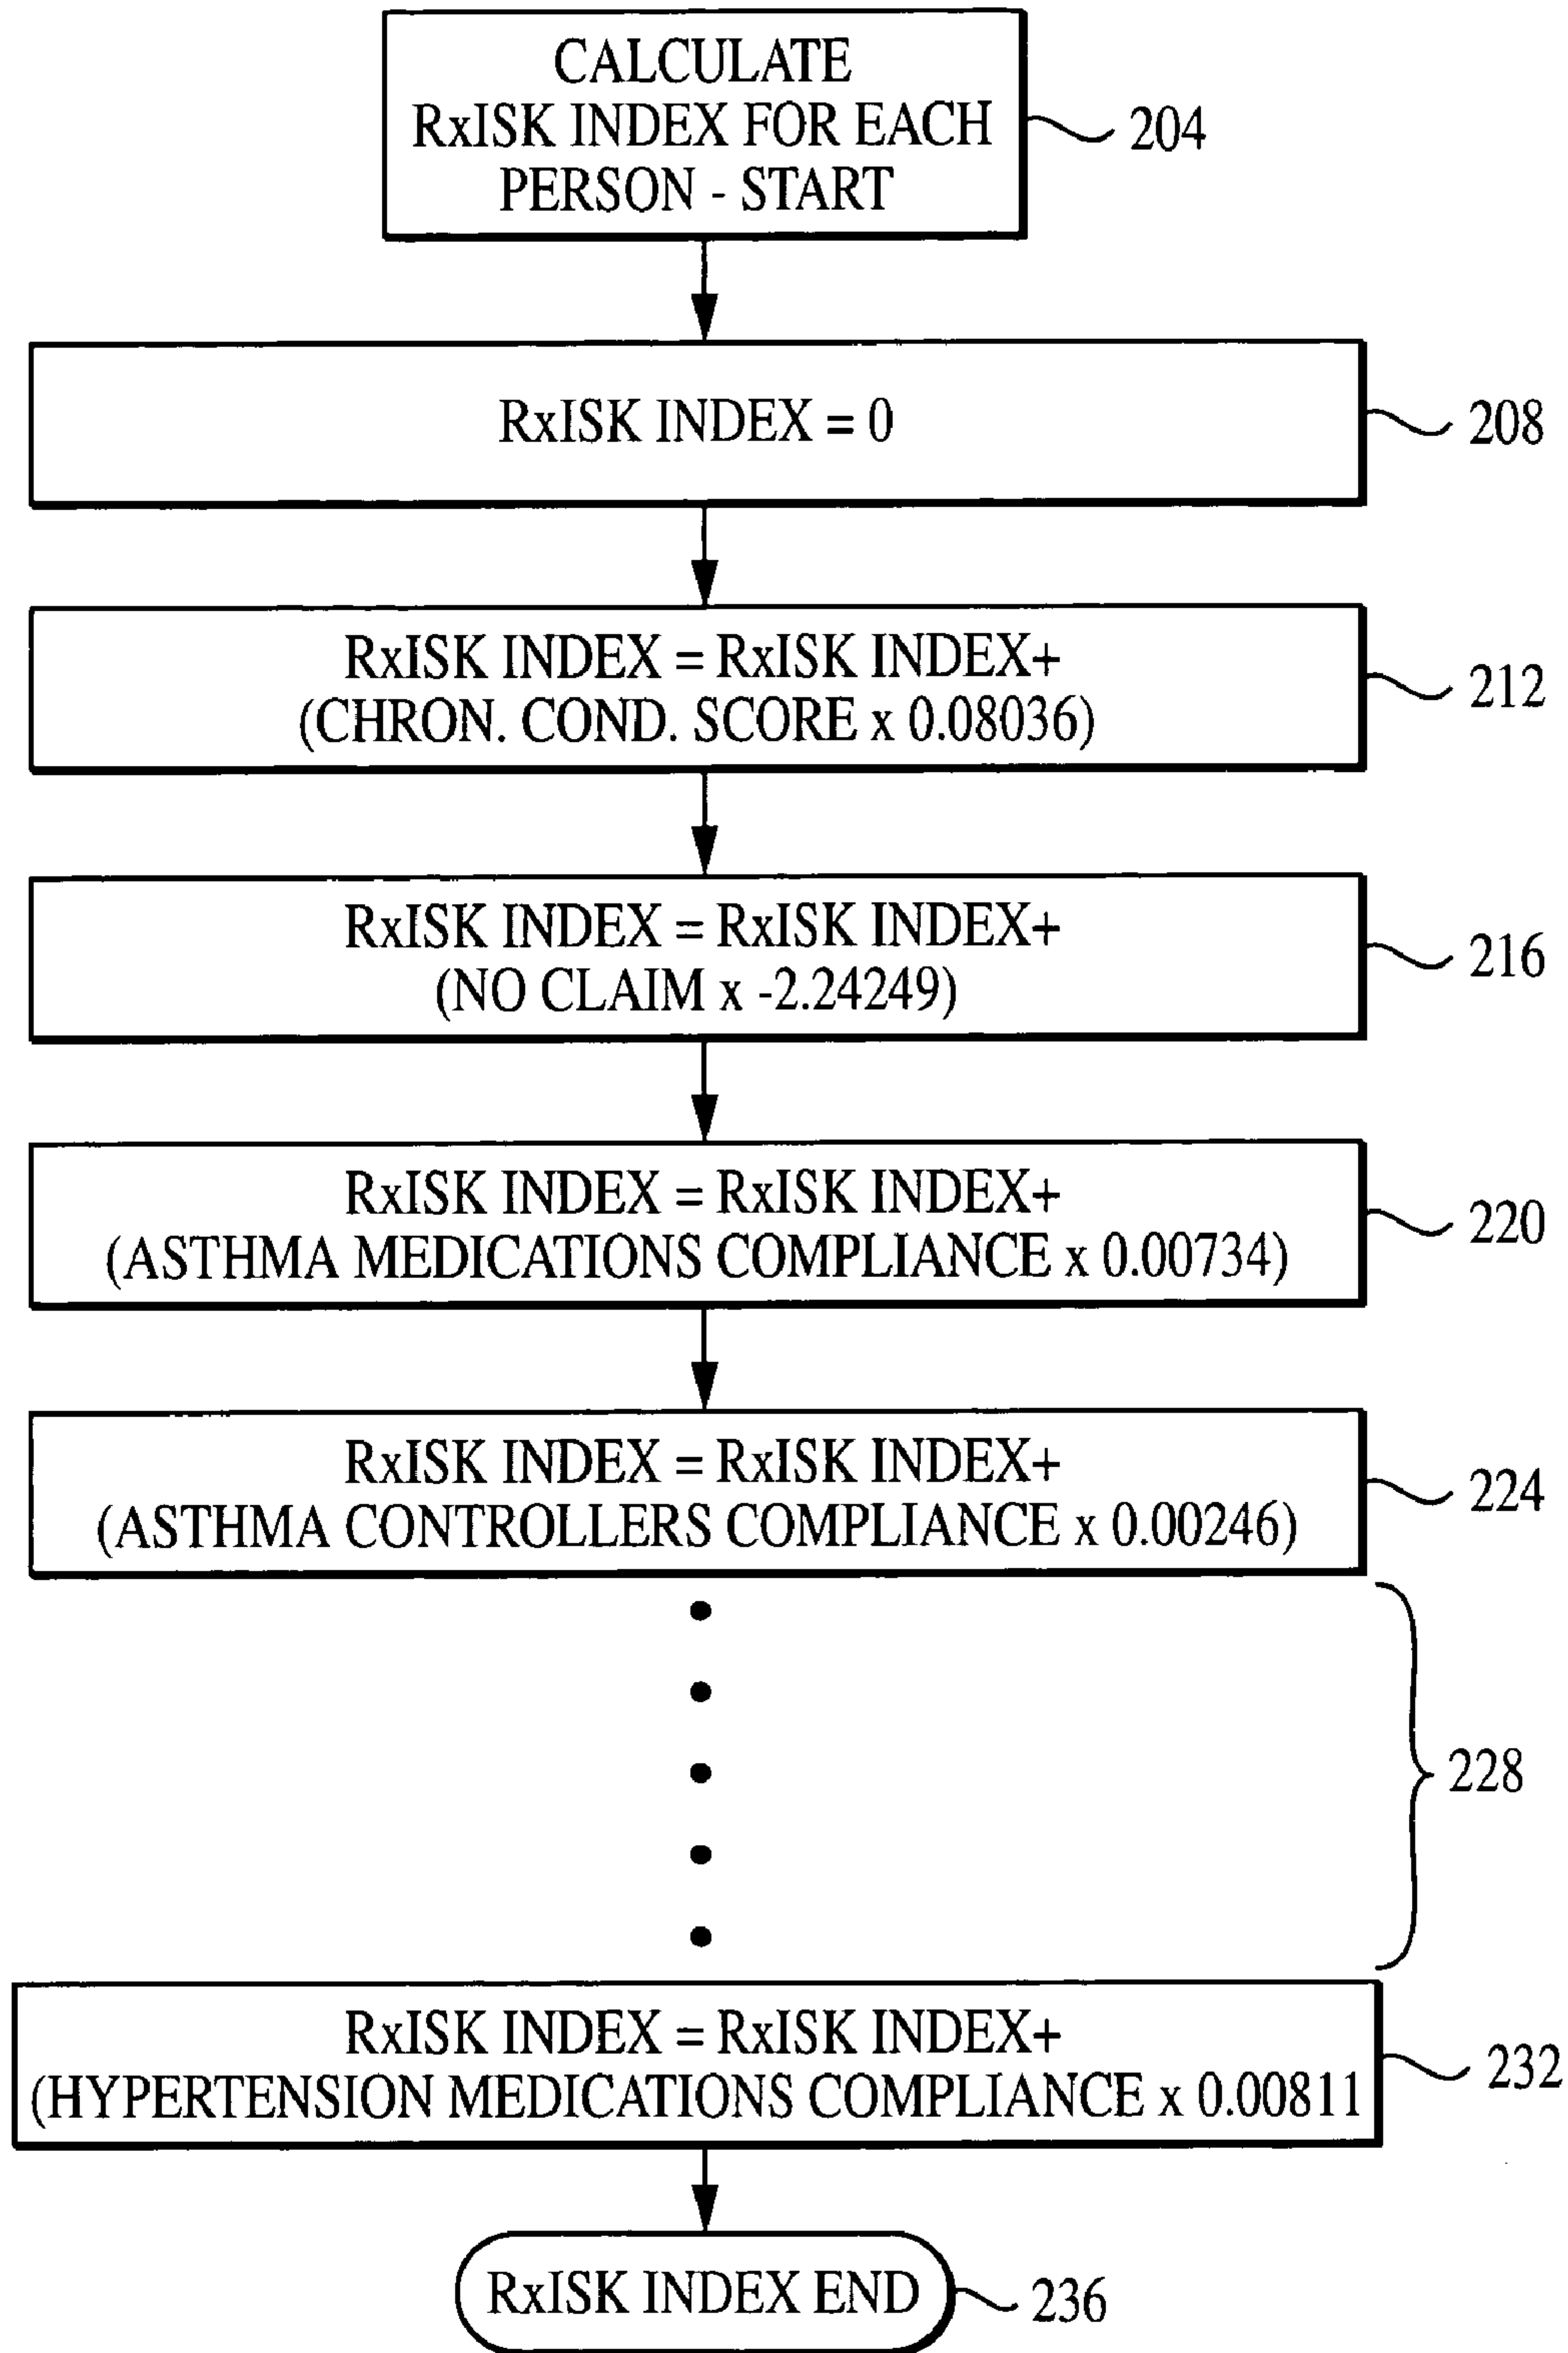 CALCULATE
RxISK INDEX FOR EACH
PERSON - START
204
RxISK INDEX = 0
208
RxISK INDEX = RxISK INDEX+
(CHRON. COND. SCORE x 0.08036)
212
RxISK INDEX = RxISK INDEX+
(NO CLAIM x -2.24249)
216
RxISK INDEX = RxISK INDEX+
(ASTHMA MEDICATIONS COMPLIANCE x 0.00734)
220
RxISK INDEX = RxISK INDEX+
(ASTHMA CONTROLLERS COMPLIANCE x 0.00246)
224
228
RxISK INDEX = RxISK INDEX+
(HYPERTENSION MEDICATIONS COMPLIANCE x 0.00811
232
RxISK INDEX END
236